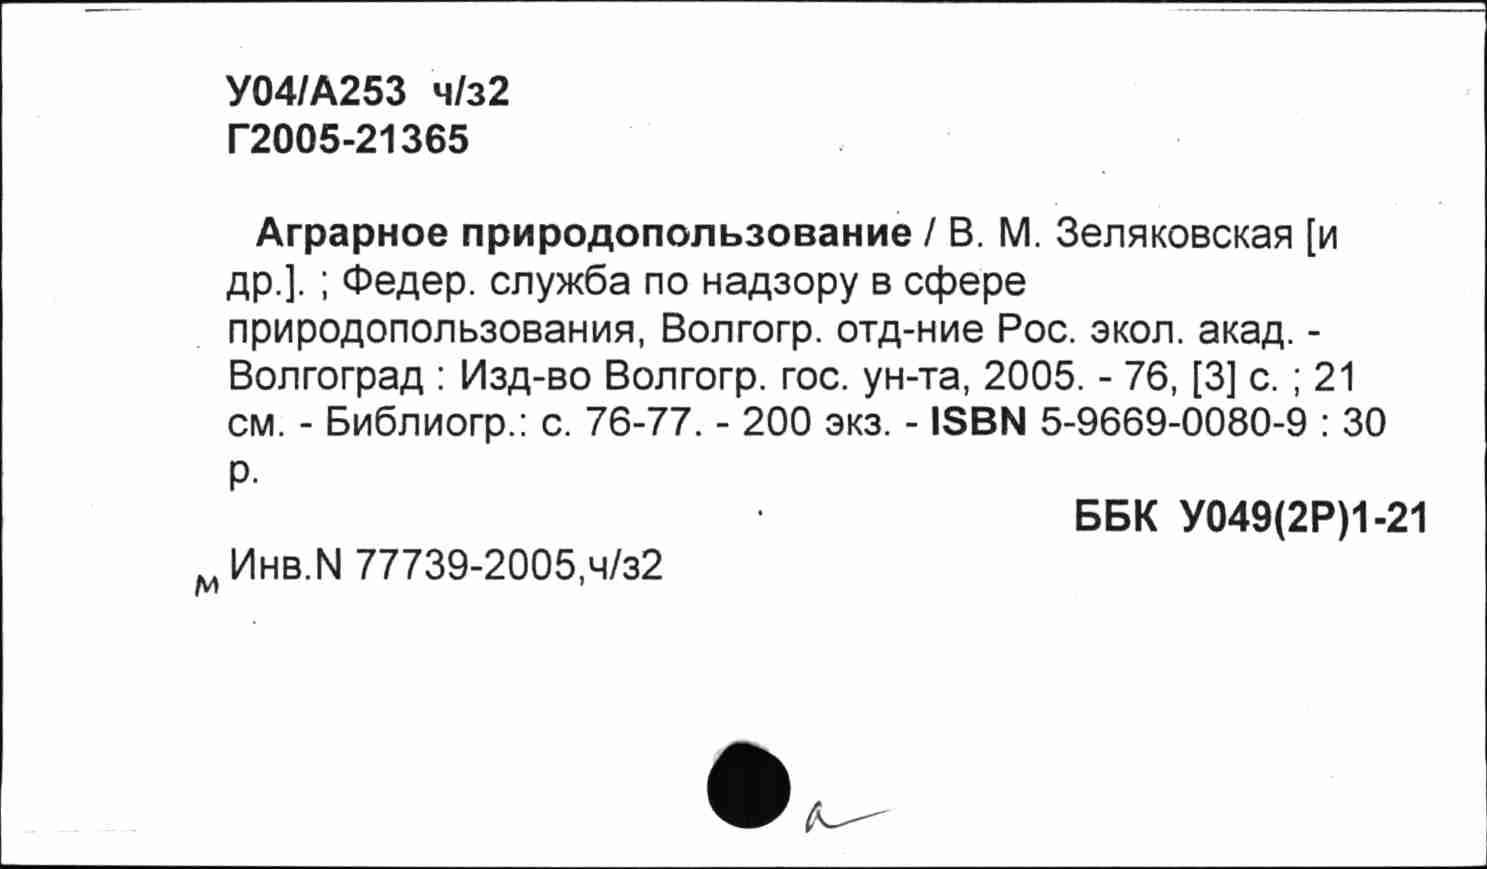 У04/А253 ч/з2
Г2005-21365
Аграрное природопользование / В. М. Зеляковская [и
др.]. ; Федер. служба по надзору в сфере
природопользования, Волгогр. отд-ние Рос. экол. акад. -
Волгоград : Изд-во Волгогр. гос. ун-та, 2005. - 76, [3] с. ; 21
см. - Библиогр.: с. 76-77. - 200 экз. - ISBN 5-9669-0080-9 : 30
р.
ББК У049(2Р)1-21
м Инв.N 77739-2005,ч/з2
а